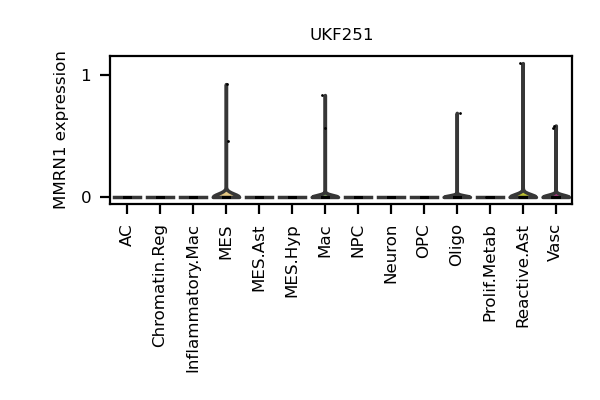 UKF251
MMRN1 expression
1
0
AC
Chromatin.Reg
Inflammatory.Mac
MES
MES.Ast
MES.Hyp
Mac
NPC
Neuron
OPC
Oligo
Prolif.Metab
Reactive.Ast
Vasc